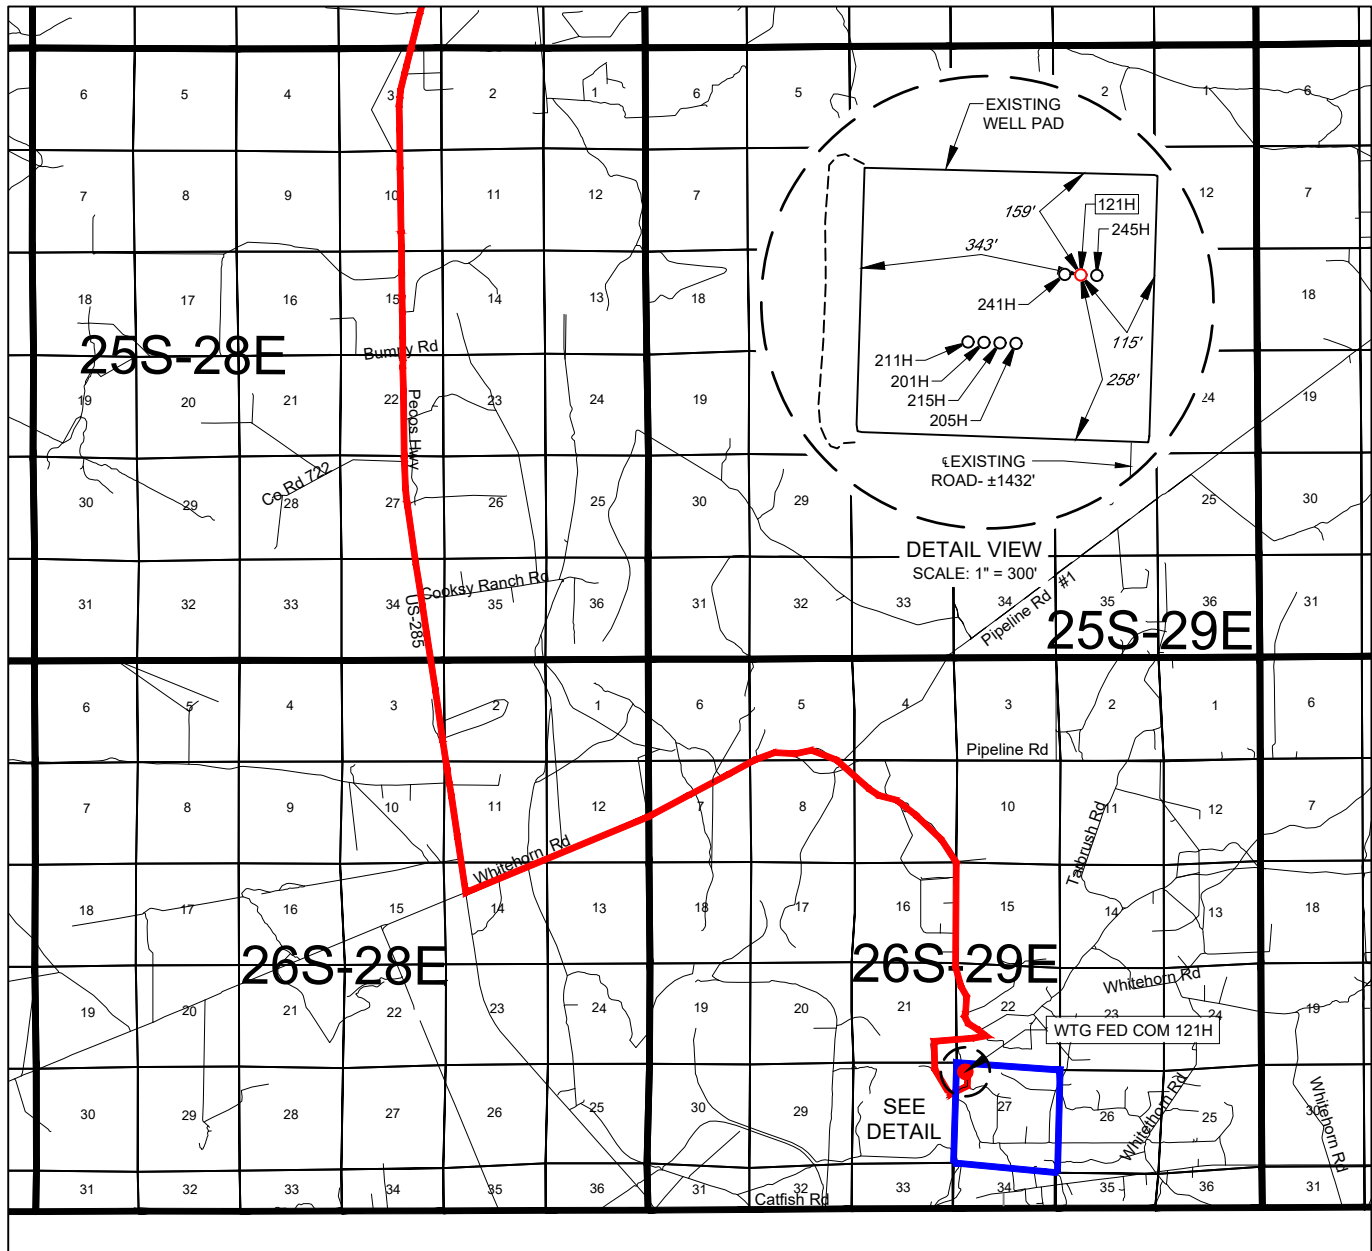 6 5 4 3 2 1 6 5 2 1 6
EXISTING
WELL PAD
7 8 9 10 11 12 7 12 7
159'
121H
343'
245H
18 17 16 15 14 13 18 18
241H
Bumpy Rd
25S-28E
115'
211H
201H
258'
215H
205H
19 20 21 22 23 24 19 24 19
Pecos Hwy
℄EXISTING
ROAD- ±1432'
Co Rd 722
30 29 28 27 26 25 30 29 25 30
DETAIL VIEW
SCALE: 1" = 300'
Cooksy Ranch Rd
US-285
Pipeline Rd #1
31 32 33 34 35 36 31 32 33 34 35 36 31
25S-29E
6 5 4 3 2 1 6 5 4 3 2 1 6
Pipeline Rd
7 8 9 10 11 12 7 8 10 11 12 7
Tarbrush Rd
Whitehorn Rd
18 17 16 15 14 13 18 17 16 15 14 13 18
26S-28E
26S-29E
Whitehorn Rd
19 20 21 22 23 24 19 20 21 22 23 24 19
WTG FED COM 121H
30 29 28 27 26 25 30 29 27 26 25 30
SEE
DETAIL
Whitethorn Rd
Whitehorn Rd
31 32 33 34 35 36 31 32 33 34 35 36 31
Catfish Rd